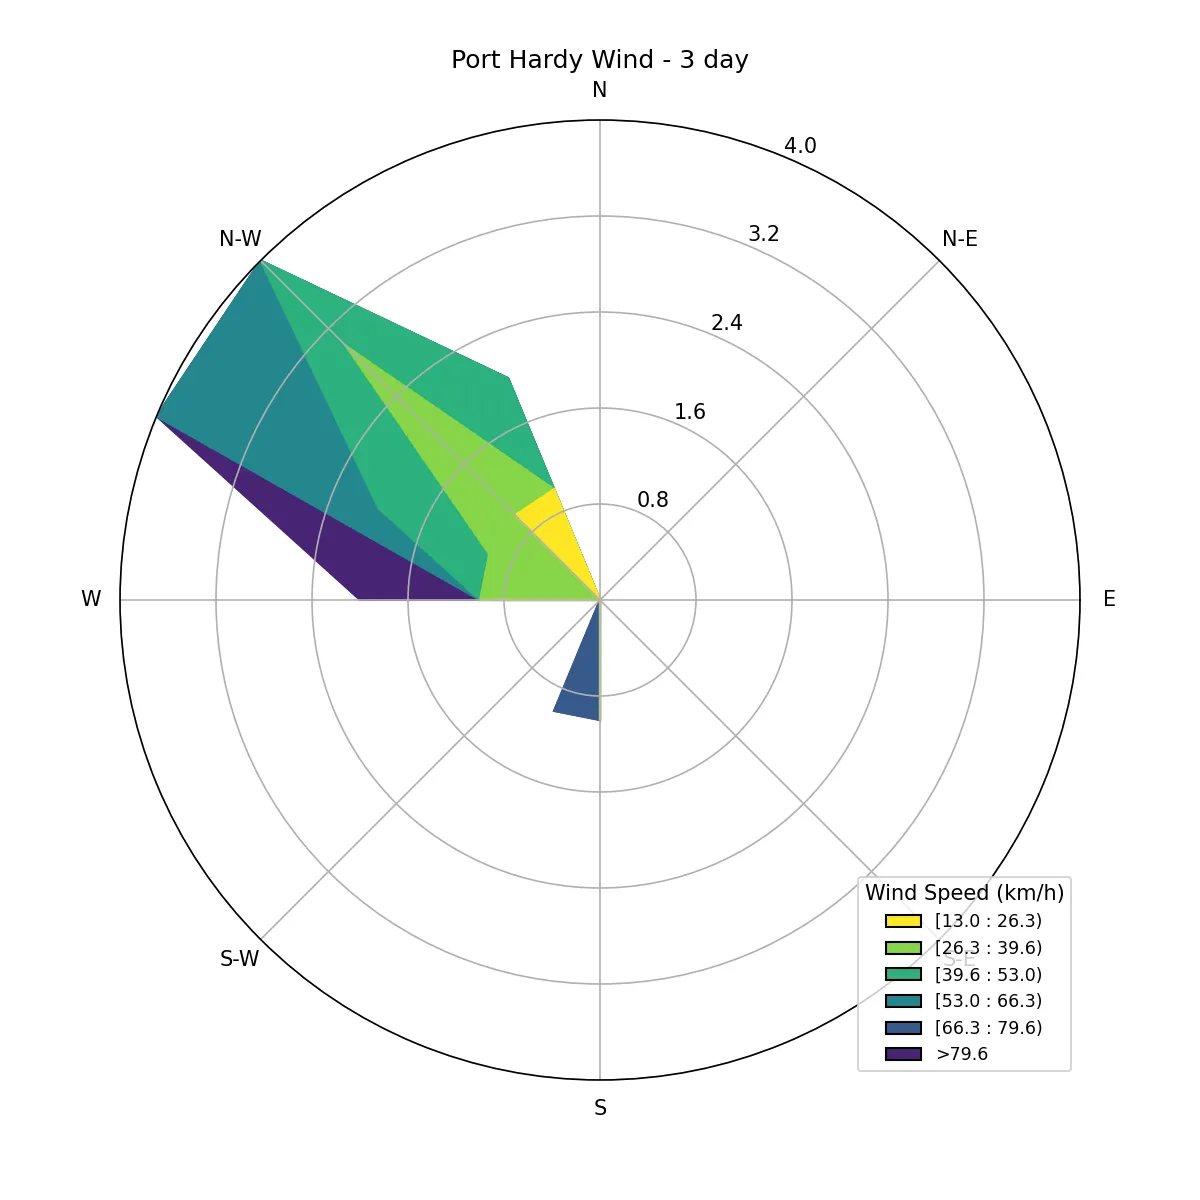 Port Hardy Wind - 3 day
N
4.0
N-W
3.2
N-E
2.4
1.6
0.8
W
E
Wind Speed (km/h)
[13.0 : 26.3)
[26.3 : 39.6)
S-E
[39.6 : 53.0)
[53.0 : 66.3)
[66.3 : 79.6)
>79.6
S-W
S